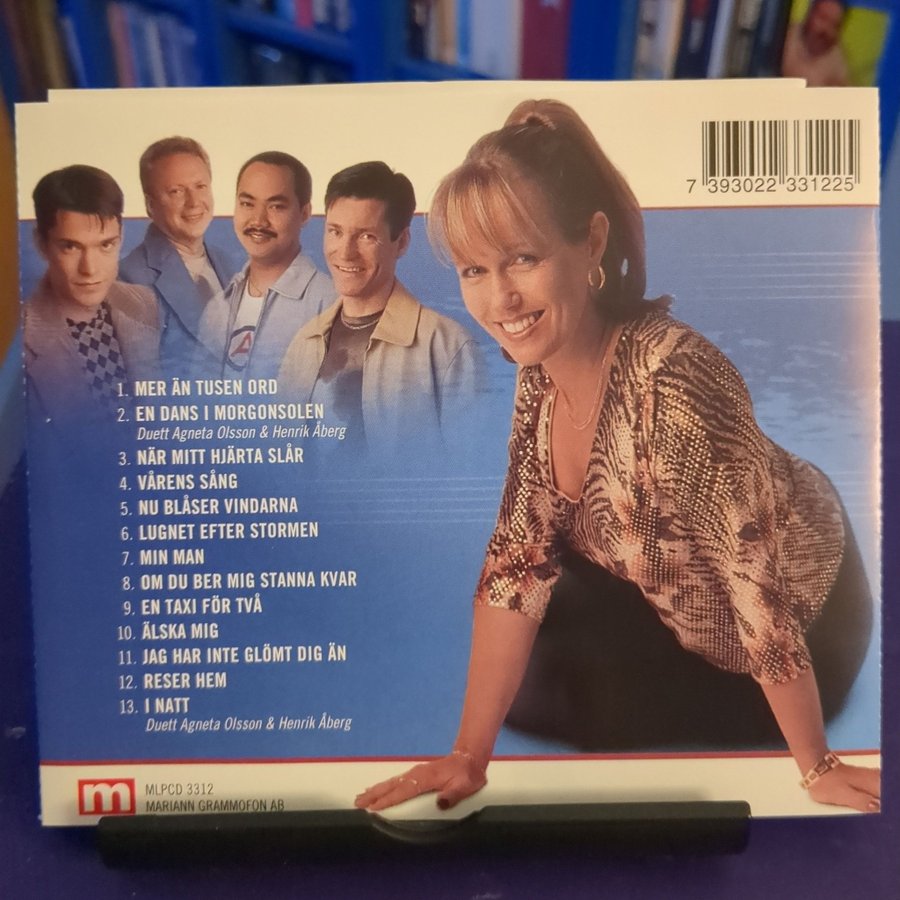 7 393022 331225
A
1. MER ÄN TUSEN ORD
2. EN DANS I MORGONSOLEN
Duett Agneta Olsson & Henrik Åberg
3. NÄR MITT HJÄRTA SLÅR
4. VÅRENS SÅNG
5. NU BLÅSER VINDARNA
6. LUGNET EFTER STORMEN
7. MIN MAN
8. OM DU BER MIG STANNA KVAR
9. EN TAXI FÖR TVÅ
10. ÄLSKA MIG
11. JAG HAR INTE GLÖMT DIG ÄN
12. RESER HEM
13. I NATT
Duett Agneta Olsson & Henrik Åberg
m
MLPCD 3312
MARIANN GRAMMOFON AB